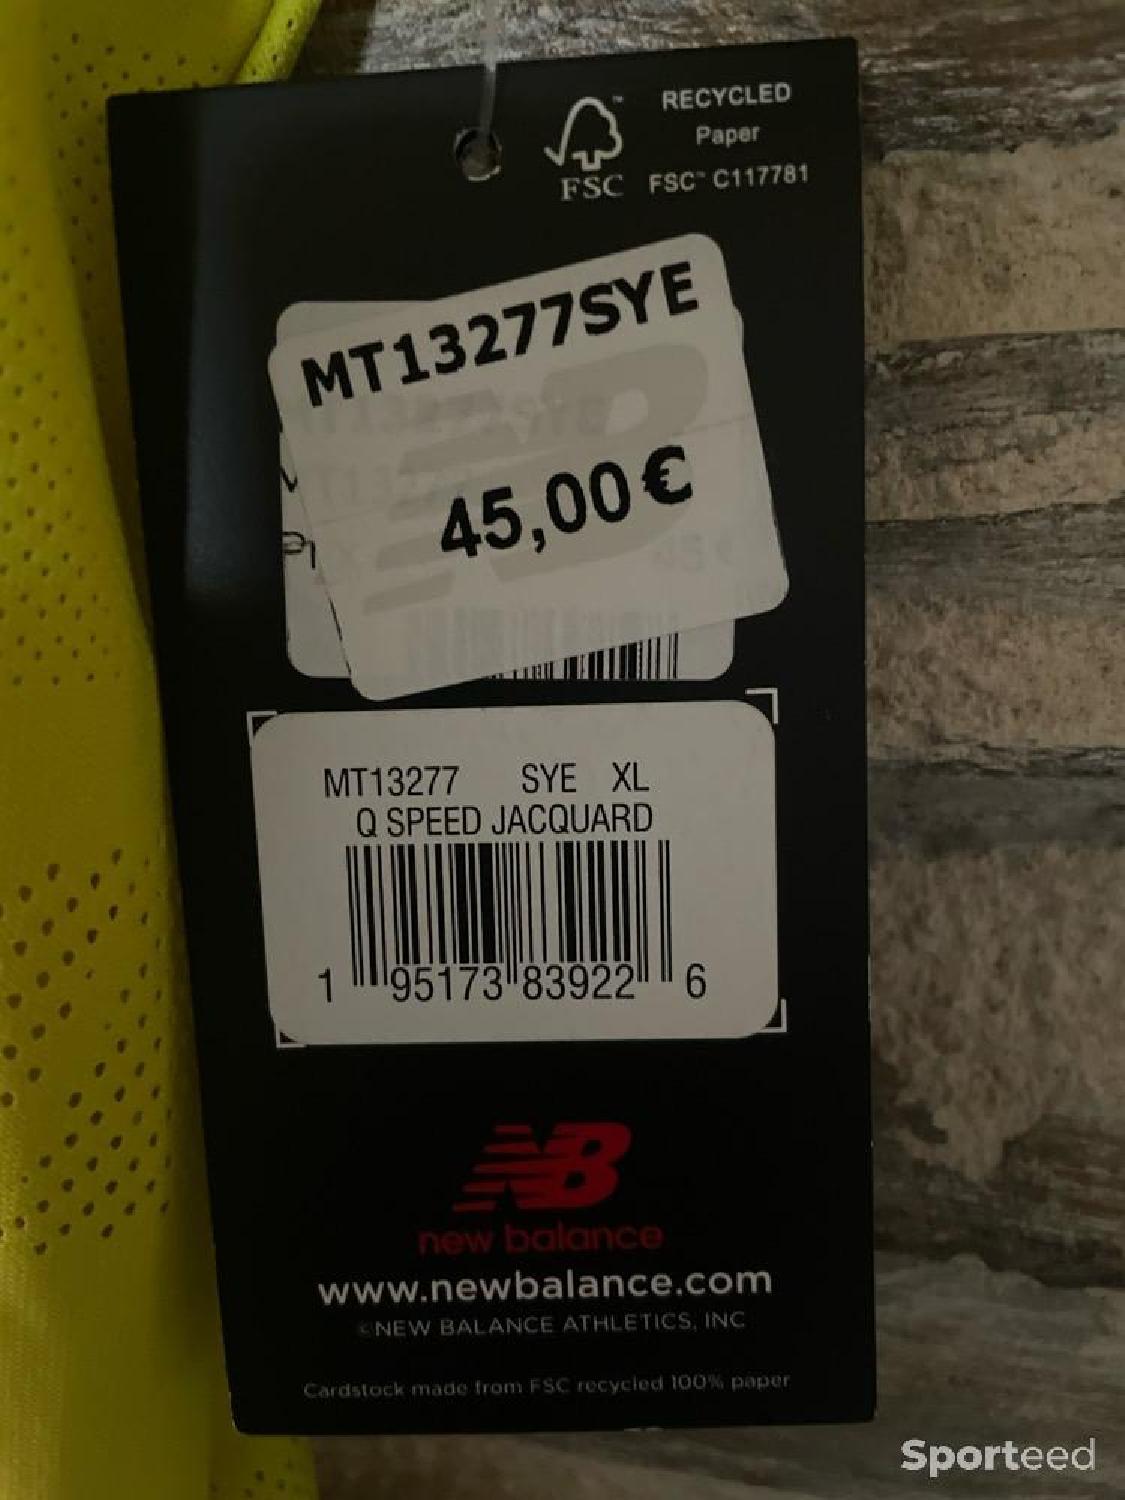 RECYCLED
Paper
FSC™ C117781
FSC
MT13277SYE
45,00€
MT13277 SYE XL
Q SPEED JACQUARD
1 95173 83922 6
NB
new balance
www.newbalance.com
©NEW BALANCE ATHLETICS, INC
Cardstock made from FSC recycled 100% paper
Sporteed